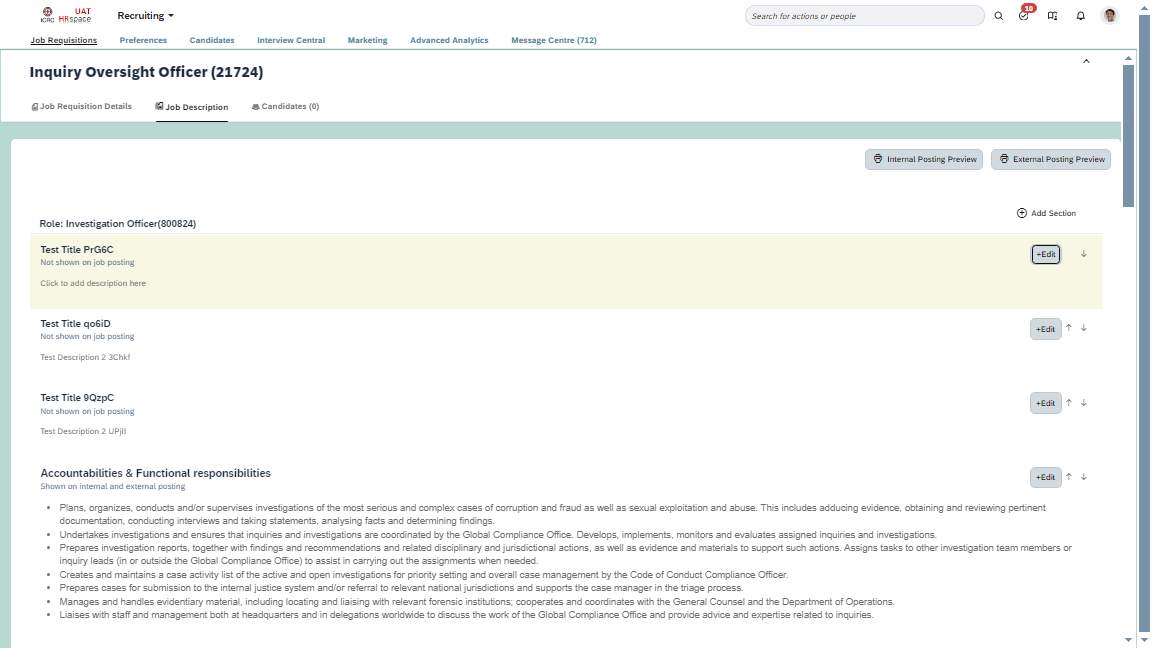 ICRC UAT HRspace
Recruiting
Search for actions or people
10
Job Requisitions Preferences Candidates Interview Central Marketing Advanced Analytics Message Centre (712)
Inquiry Oversight Officer (21724)
Job Requisition Details Job Description Candidates (0)
Internal Posting Preview External Posting Preview
Add Section
Role: Investigation Officer(800824)
Test Title PrG6C
Not shown on job posting
+Edit
Click to add description here
Test Title qo6iD
Not shown on job posting
+Edit
Test Description 2 3Chkf
Test Title 9QzpC
Not shown on job posting
+Edit
Accountabilities & Functional responsibilities
Shown on internal and external posting
+Edit
Plans, organizes, conducts and/or supervises investigations of the most serious and complex cases of corruption and fraud as well as sexual exploitation and abuse. This includes adducing evidence, obtaining and reviewing pertinent
documentation, conducting interviews and taking statements, analysing facts and determining findings.
Undertakes investigations and ensures that inquiries and investigations are coordinated by the Global Compliance Office. Develops, implements, monitors and evaluates assigned inquiries and investigations.
Prepares investigation reports, together with findings and recommendations and related disciplinary and jurisdictional actions, as well as evidence and materials to support such actions. Assigns tasks to other investigation team members or
inquiry leads (in or outside the Global Compliance Office) to assist in carrying out the assignments when needed.
Creates and maintains a case activity list of the active and open investigations for priority setting and overall case management by the Code of Conduct Compliance Officer.
Prepares cases for submission to the internal justice system and/or referral to relevant national jurisdictions and supports the case manager in the triage process.
Manages and handles evidentiary material, including locating and liaising with relevant forensic institutions; cooperates and coordinates with the General Counsel and the Department of Operations.
Liaises with staff and management both at headquarters and in delegations worldwide to discuss the work of the Global Compliance Office and provide advice and expertise related to inquiries.